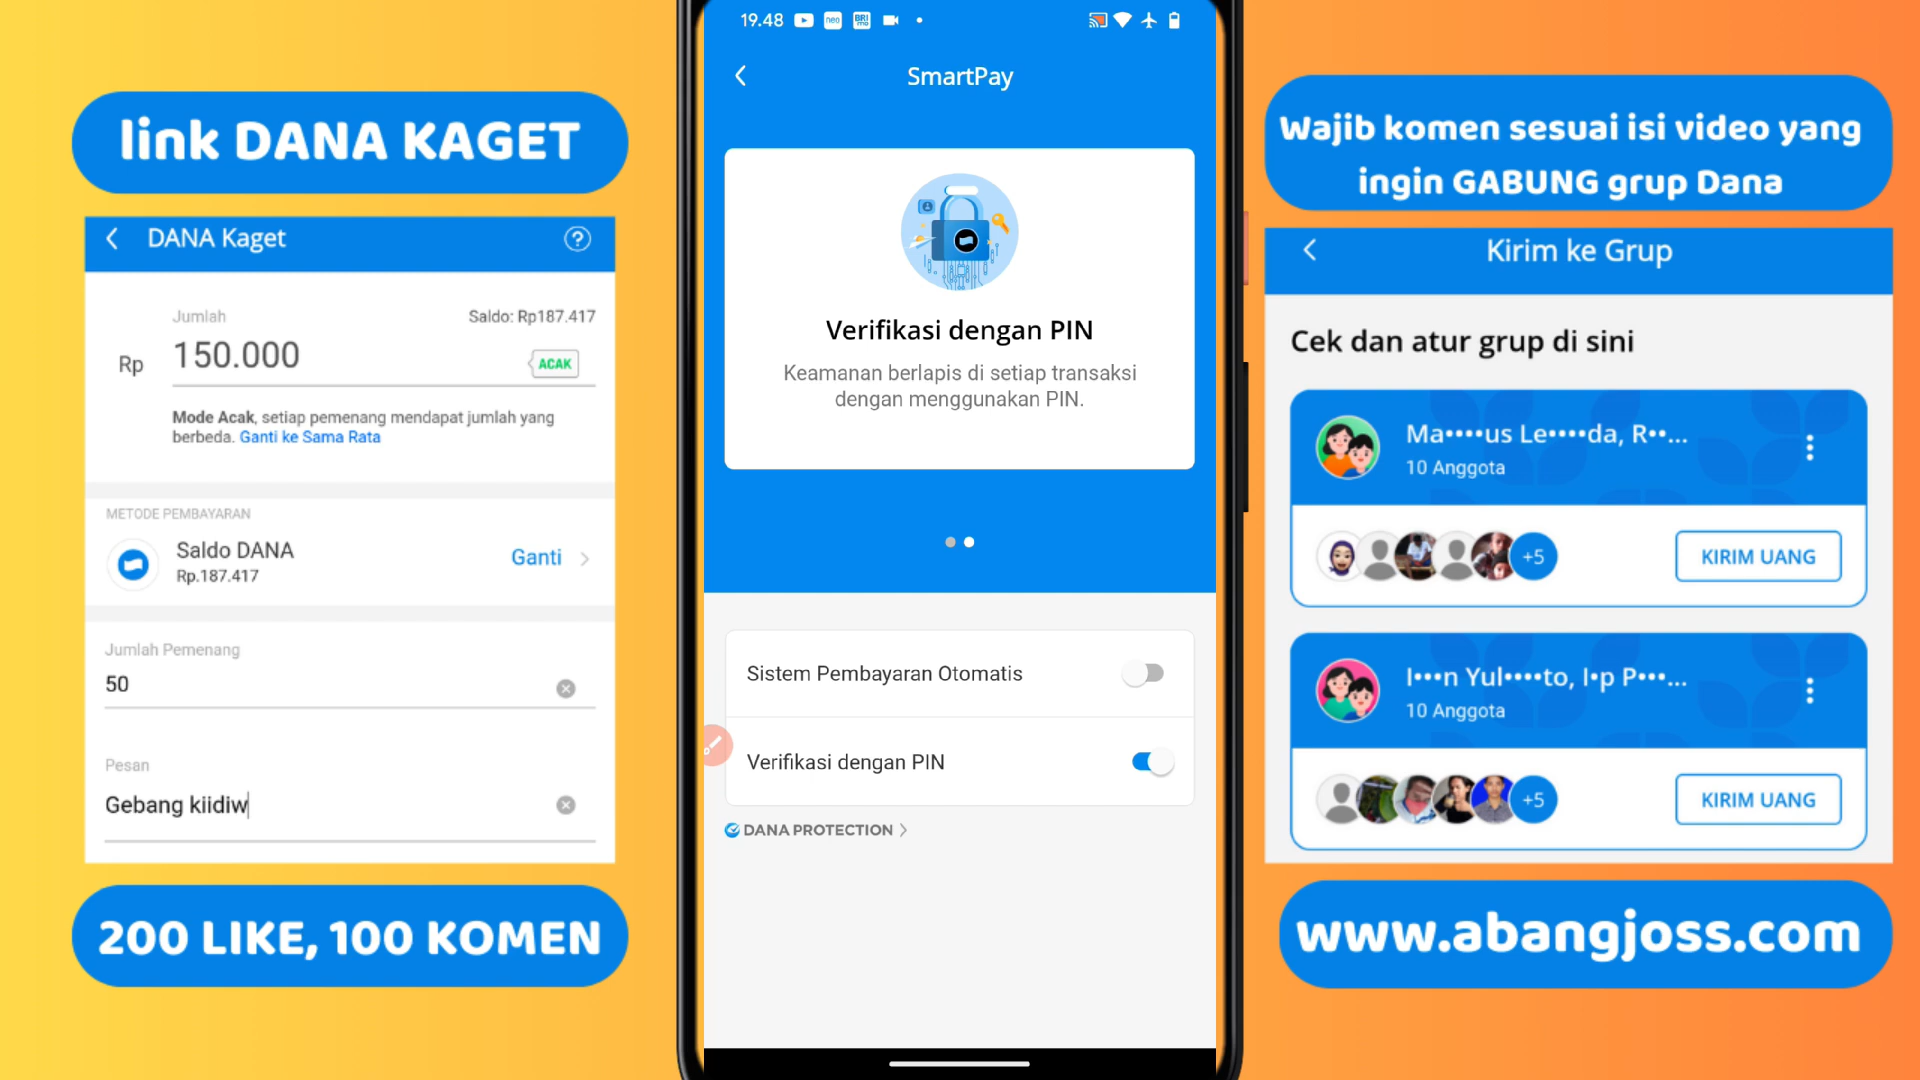 link DANA KAGET
DANA Kaget
Jumlah
Saldo: Rp187.417
Rp
150.000
ACAK
Mode Acak, setiap pemenang mendapat jumlah yang
berbeda. Ganti ke Sama Rata
METODE PEMBAYARAN
Saldo DANA
Rp.187.417
Ganti
Jumlah Pemenang
50
Pesan
Gebang kiidiw
200 LIKE, 100 KOMEN
19.48
neo
BRI
mo
SmartPay
Verifikasi dengan PIN
Keamanan berlapis di setiap transaksi
dengan menggunakan PIN.
Sistem Pembayaran Otomatis
Verifikasi dengan PIN
DANA PROTECTION
Wajib komen sesuai isi video yang
ingin GABUNG grup Dana
Kirim ke Grup
Cek dan atur grup di sini
Ma••••us Le••••da, R••...
10 Anggota
+5
KIRIM UANG
I•••n Yul••••to, I•p P•••...
10 Anggota
+5
KIRIM UANG
www.abangjoss.com